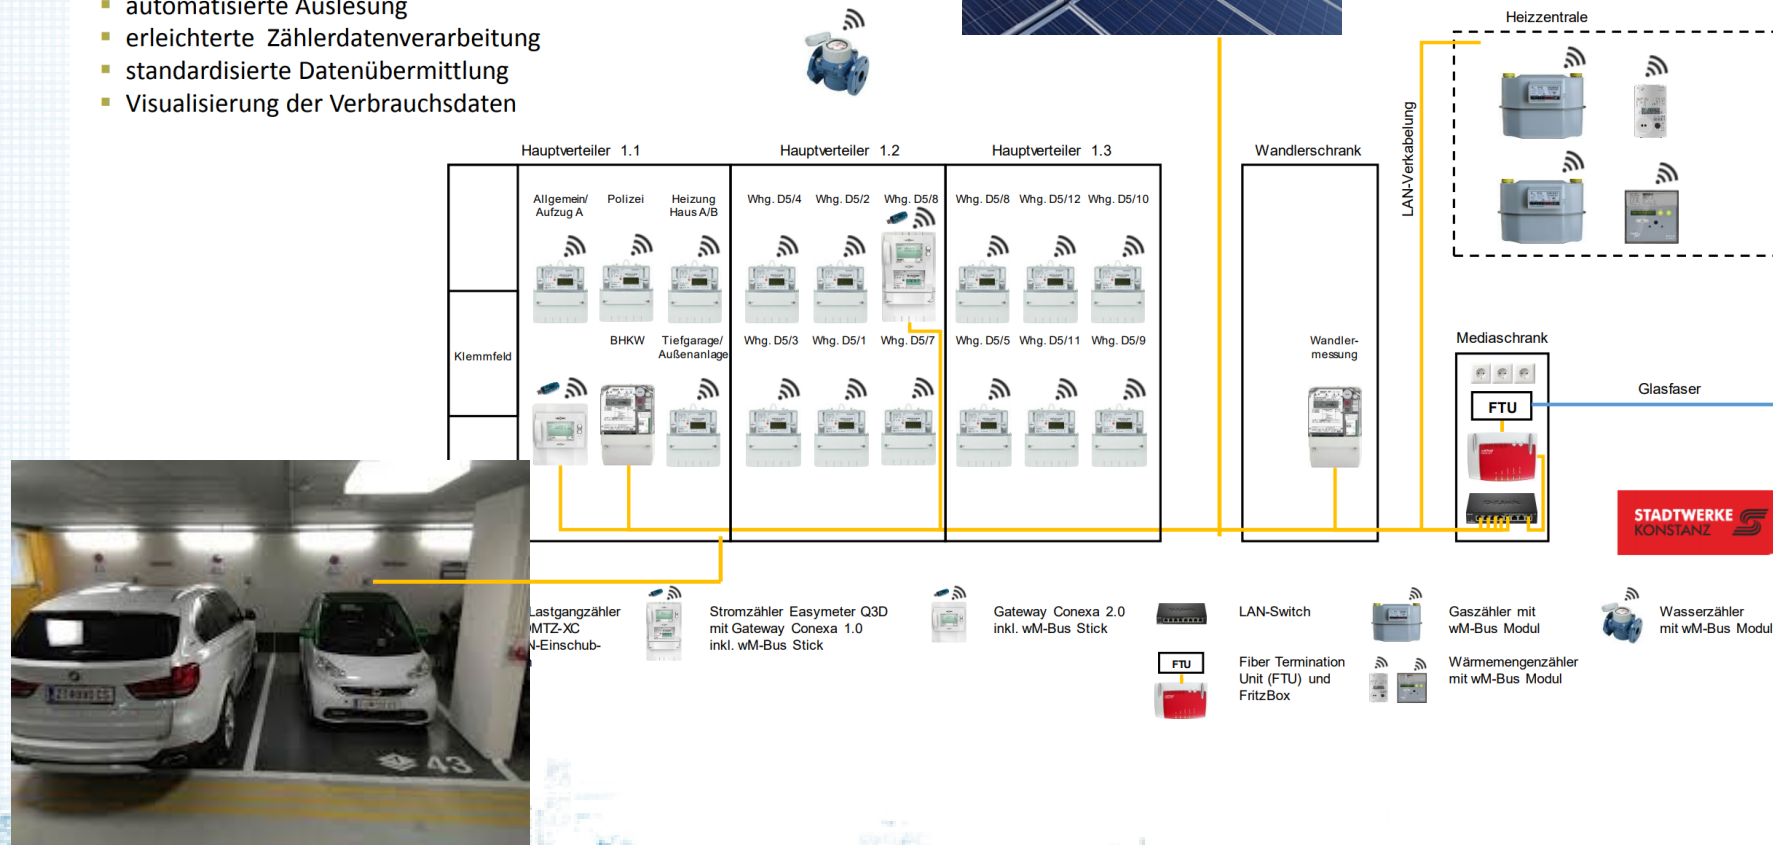 automatisierte Auslesung
erleichterte Zählerdatenverarbeitung
standardisierte Datenübermittlung
Visualisierung der Verbrauchsdaten
Heizzentrale
LAN-Verkabelung
Hauptverteiler 1.1
Hauptverteiler 1.2
Hauptverteiler 1.3
Wandlerschrank
Allgemein/
Aufzug A
Polizei
Heizung
Haus A/B
Whg. D5/4
Whg. D5/2
Whg. D5/8
Whg. D5/8
Whg. D5/12
Whg. D5/10
Klemmfeld
BHKW
Tiefgarage/
Außenanlage
Whg. D5/3
Whg. D5/1
Whg. D5/7
Whg. D5/5
Whg. D5/11
Whg. D5/9
Wandler-
messung
Mediaschrank
FTU
Glasfaser
STADTWERKE
KONSTANZ
43
Lastgangzähler
MTZ-XC
N-Einschub-
Stromzähler Easymeter Q3D
mit Gateway Conexa 1.0
inkl. wM-Bus Stick
Gateway Conexa 2.0
inkl. wM-Bus Stick
LAN-Switch
FTU
Fiber Termination
Unit (FTU) und
FritzBox
Gaszähler mit
wM-Bus Modul
Wärmemengenzähler
mit wM-Bus Modul
Wasserzähler
mit wM-Bus Modul